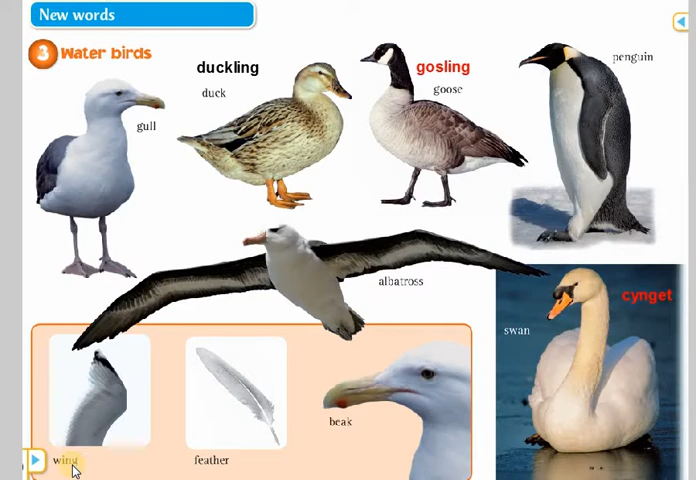 New words
3 Water birds
duckling
gosling
penguin
duck
goose
gull
albatross
cynget
swan
beak
wing
feather